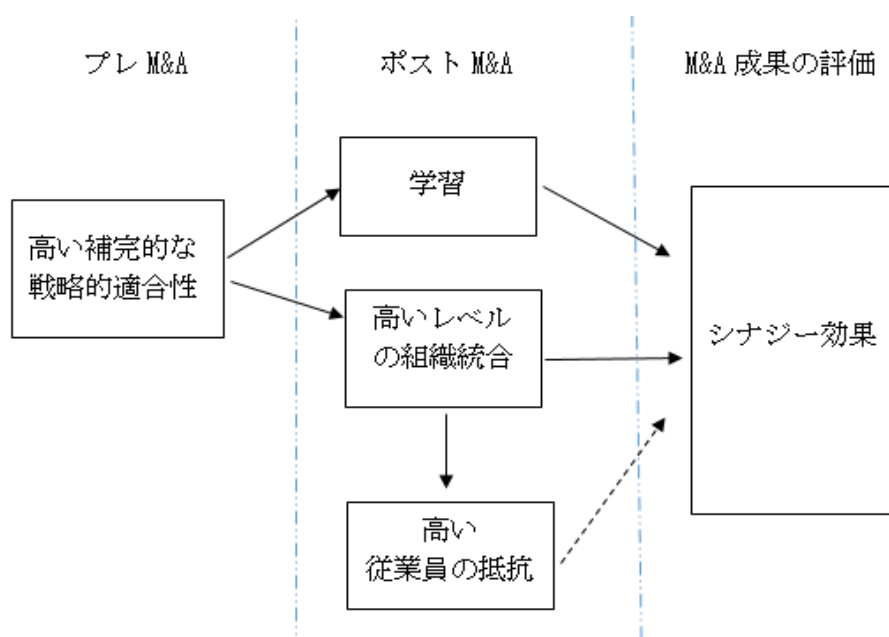 プレ M&A
ポスト M&A
M&A 成果の評価
高い補完的な
戦略的適合性
学習
高いレベル
の組織統合
高い
従業員の抵抗
シナジー効果